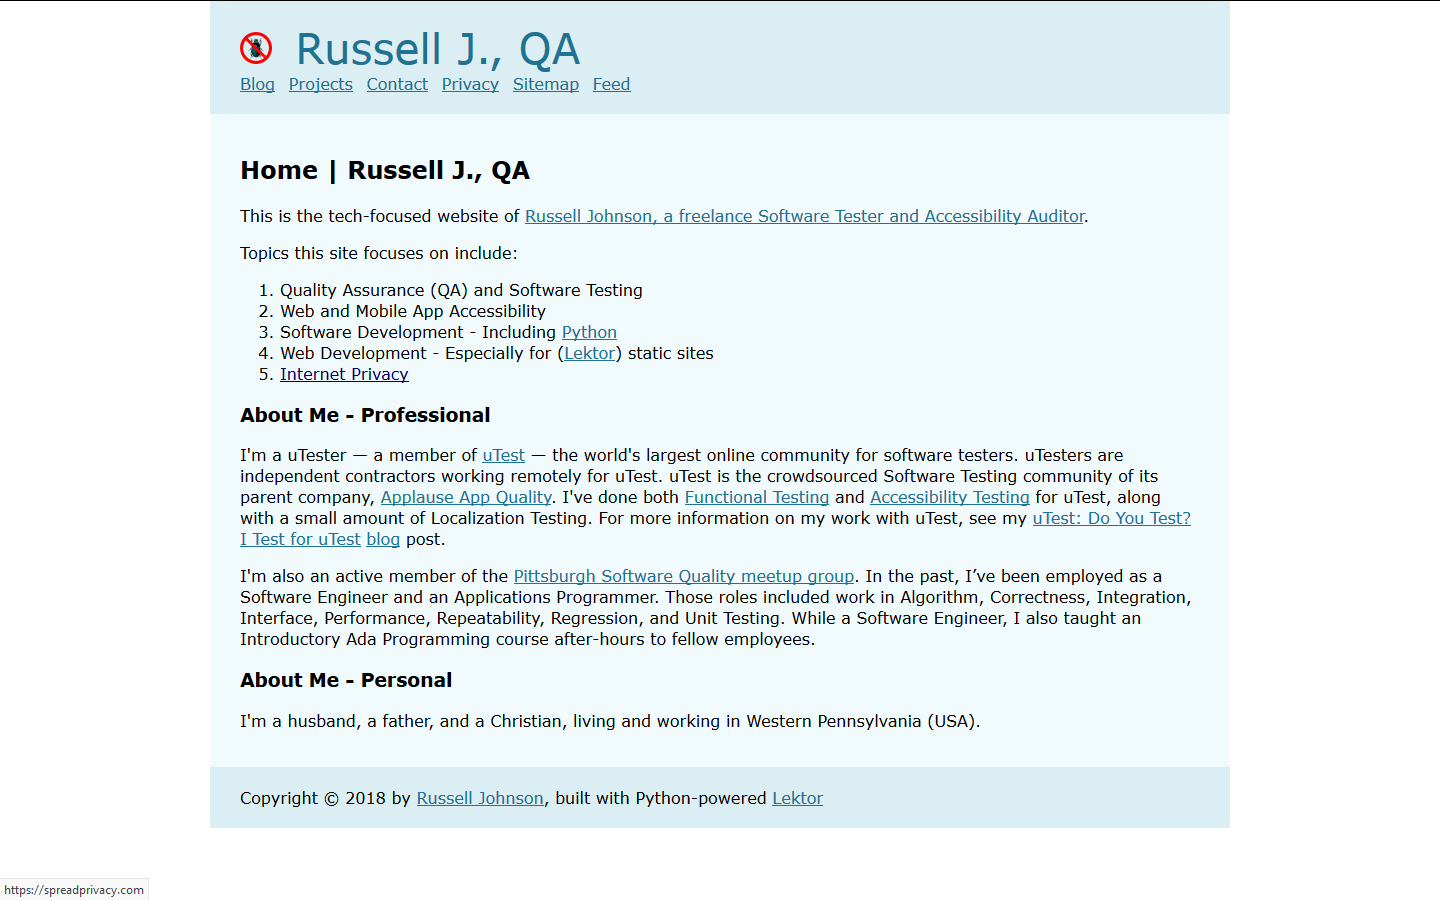 Russell J., QA
Blog Projects Contact Privacy Sitemap Feed
Home | Russell J., QA
This is the tech-focused website of Russell Johnson, a freelance Software Tester and Accessibility Auditor.
Topics this site focuses on include:
1. Quality Assurance (QA) and Software Testing
2. Web and Mobile App Accessibility
3. Software Development - Including Python
4. Web Development - Especially for (Lektor) static sites
5. Internet Privacy
About Me - Professional
I'm a uTester — a member of uTest — the world's largest online community for software testers. uTesters are
independent contractors working remotely for uTest. uTest is the crowdsourced Software Testing community of its
parent company, Applause App Quality. I've done both Functional Testing and Accessibility Testing for uTest, along
with a small amount of Localization Testing. For more information on my work with uTest, see my uTest: Do You Test?
I Test for uTest blog post.
I'm also an active member of the Pittsburgh Software Quality meetup group. In the past, I’ve been employed as a
Software Engineer and an Applications Programmer. Those roles included work in Algorithm, Correctness, Integration,
Interface, Performance, Repeatability, Regression, and Unit Testing. While a Software Engineer, I also taught an
Introductory Ada Programming course after-hours to fellow employees.
About Me - Personal
I'm a husband, a father, and a Christian, living and working in Western Pennsylvania (USA).
Copyright © 2018 by Russell Johnson, built with Python-powered Lektor
https://spreadprivacy.com